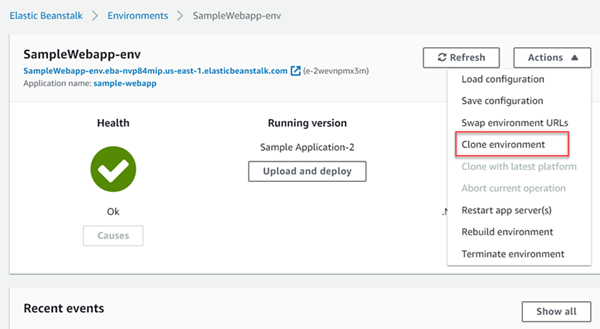 Elastic Beanstalk > Environments > SampleWebapp-env
SampleWebapp-env
SampleWebapp-env.eba-nvp84mip.us-east-1.elasticbeanstalk.com (e-2wevnpmx3m)
Application name: sample-webapp
Refresh
Actions
Load configuration
Save configuration
Swap environment URLs
Clone environment
Clone with latest platform
Abort current operation
Restart app server(s)
Rebuild environment
Terminate environment
Health
Ok
Causes
Running version
Sample Application-2
Upload and deploy
Recent events
Show all